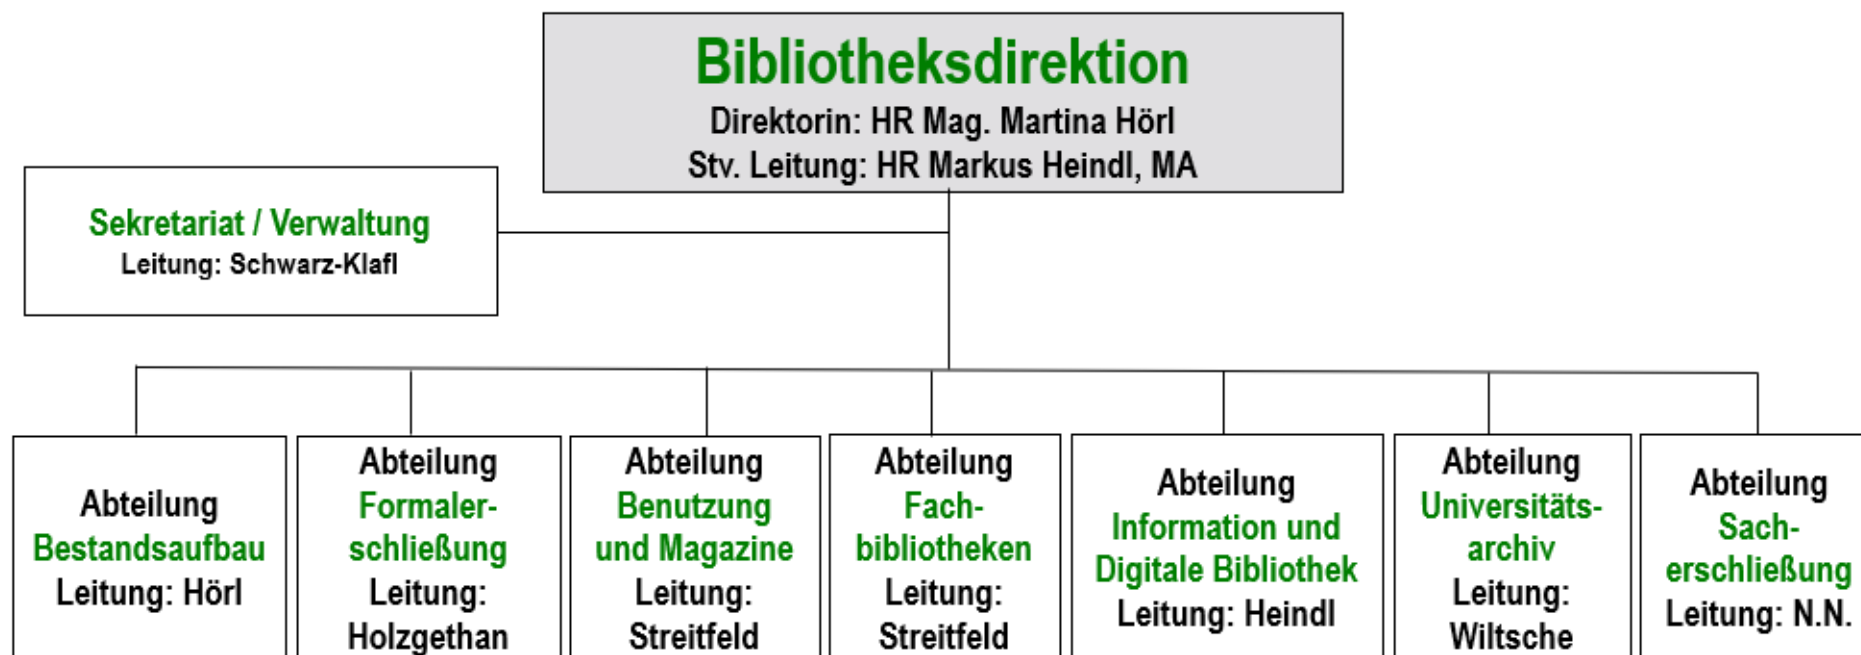 Bibliotheksdirektion
Direktorin: HR Mag. Martina Hörl
Stv. Leitung: HR Markus Heindl, MA
Sekretariat / Verwaltung
Leitung: Schwarz-Klafl
Abteilung
Bestandsaufbau
Leitung: Hörl
Abteilung
Formaler-
schließung
Leitung:
Holzgethan
Abteilung
Benutzung
und Magazine
Leitung:
Streitfeld
Abteilung
Fach-
bibliotheken
Leitung:
Streitfeld
Abteilung
Information und
Digitale Bibliothek
Leitung: Heindl
Abteilung
Universitäts-
archiv
Leitung:
Wiltsche
Abteilung
Sach-
erschließung
Leitung: N.N.